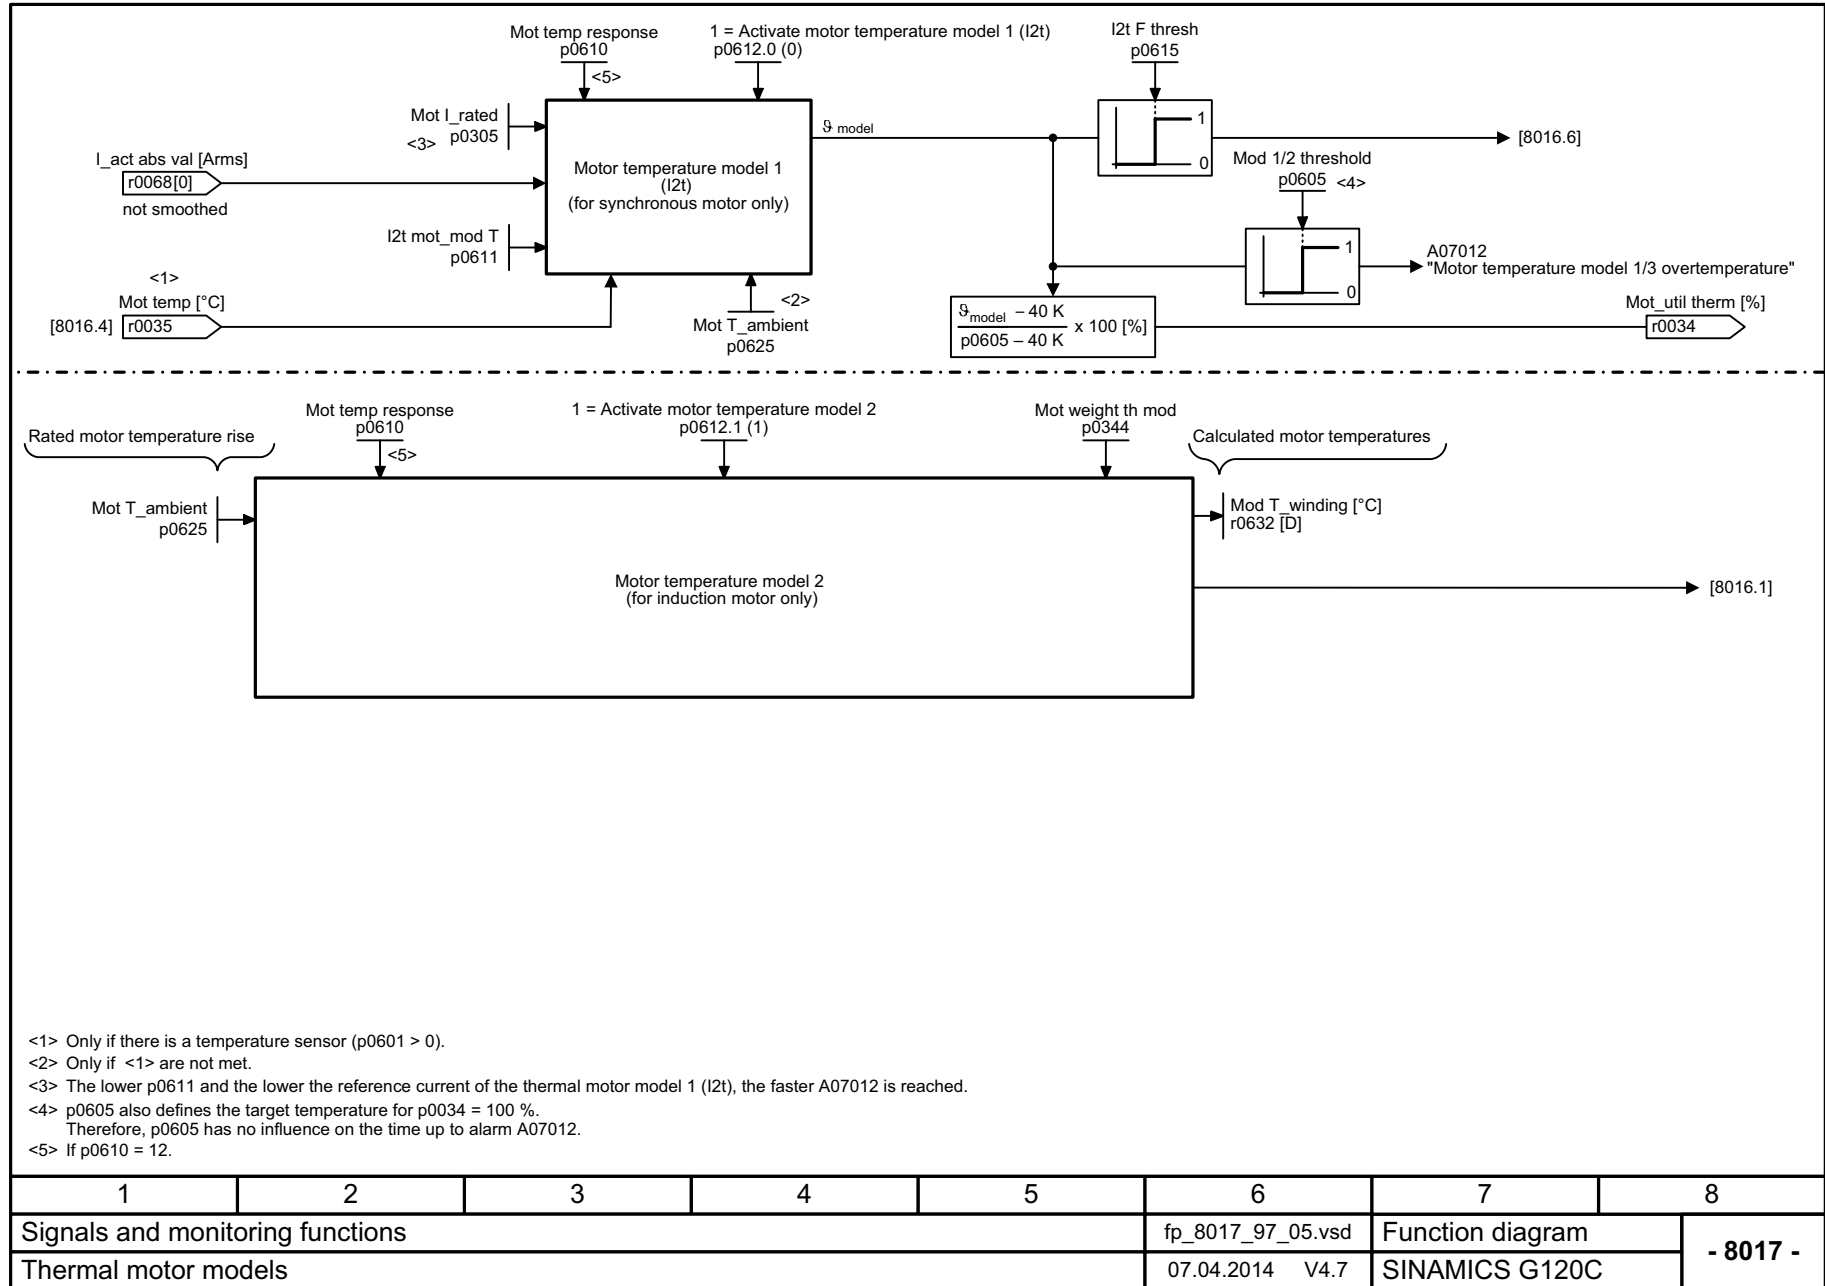 Mot temp response
p0610
<5>
1 = Activate motor temperature model 1 (I2t)
p0612.0 (0)
I2t F thresh
p0615
Mot I_rated
<3> p0305
ϑ model
1
0
[8016.6]
I_act abs val [Arms]
r0068[0]
not smoothed
Motor temperature model 1
(I2t)
(for synchronous motor only)
Mod 1/2 threshold
p0605 <4>
I2t mot_mod T
p0611
1
0
A07012
"Motor temperature model 1/3 overtemperature"
<1>
Mot temp [°C]
[8016.4] r0035
<2>
Mot T_ambient
p0625
ϑmodel – 40 K
p0605 – 40 K
x 100 [%]
Mot_util therm [%]
r0034
Rated motor temperature rise
Mot temp response
p0610
<5>
1 = Activate motor temperature model 2
p0612.1 (1)
Mot weight th mod
p0344
Calculated motor temperatures
Mot T_ambient
p0625
Mod T_winding [°C]
r0632 [D]
Motor temperature model 2
(for induction motor only)
[8016.1]
<1> Only if there is a temperature sensor (p0601 > 0).
<2> Only if <1> are not met.
<3> The lower p0611 and the lower the reference current of the thermal motor model 1 (I2t), the faster A07012 is reached.
<4> p0605 also defines the target temperature for p0034 = 100 %.
Therefore, p0605 has no influence on the time up to alarm A07012.
<5> If p0610 = 12.
1 2 3 4 5 6 7 8
Signals and monitoring functions fp_8017_97_05.vsd Function diagram
- 8017 -
Thermal motor models 07.04.2014 V4.7 SINAMICS G120C